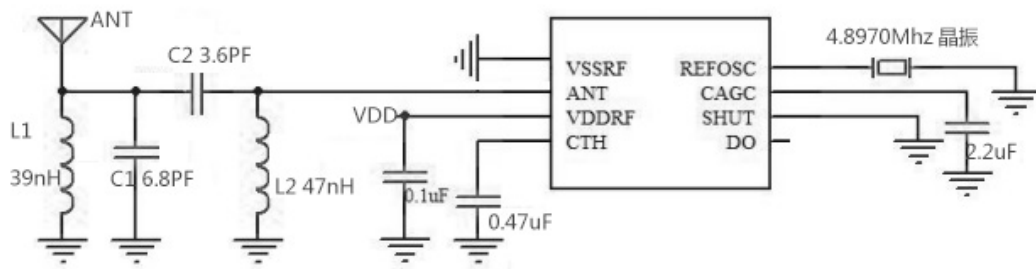 ANT
C2 3.6PF
4.8970Mhz 晶振
VSSRF
REFOSC
ANT
CAGC
VDD
VDDRF
SHUT
CTH
DO
L1
39nH
C1 6.8PF
L2 47nH
0.1uF
0.47uF
2.2uF